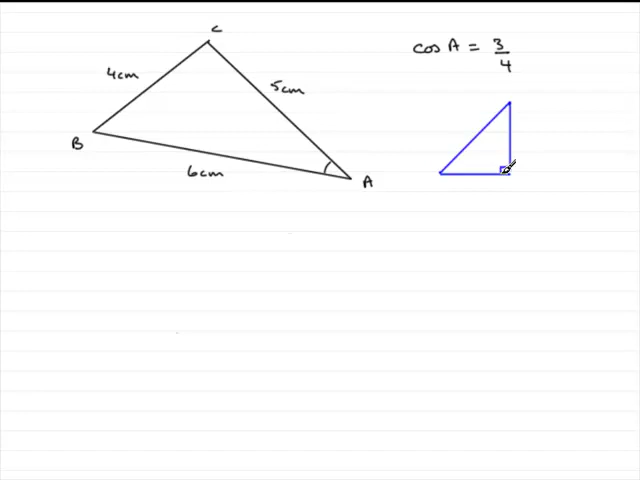 C
4cm
5cm
B
6cm
A
cos A = 3/4